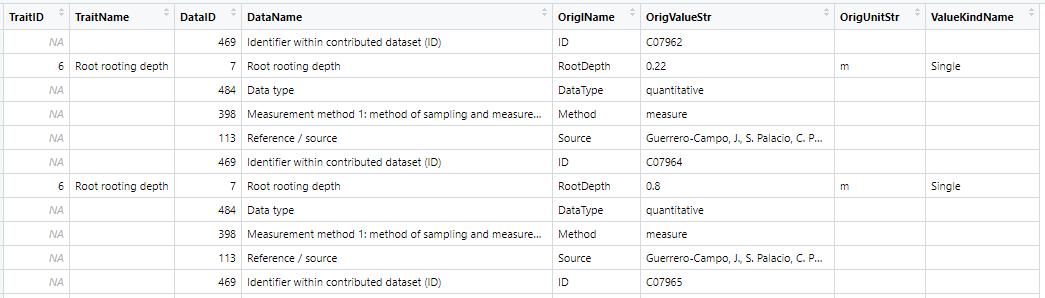 TraitID TraitName DataID DataName OrigIName OrigValueStr OrigUnitStr ValueKindName
NA 469 Identifier within contributed dataset (ID) ID C07962
6 Root rooting depth 7 Root rooting depth RootDepth 0.22 m Single
NA 484 Data type DataType quantitative
NA 398 Measurement method 1: method of sampling and measure... Method measure
NA 113 Reference / source Source Guerrero-Campo, J., S. Palacio, C. P...
NA 469 Identifier within contributed dataset (ID) ID C07964
6 Root rooting depth 7 Root rooting depth RootDepth 0.8 m Single
NA 484 Data type DataType quantitative
NA 398 Measurement method 1: method of sampling and measure... Method measure
NA 113 Reference / source Source Guerrero-Campo, J., S. Palacio, C. P...
NA 469 Identifier within contributed dataset (ID) ID C07965